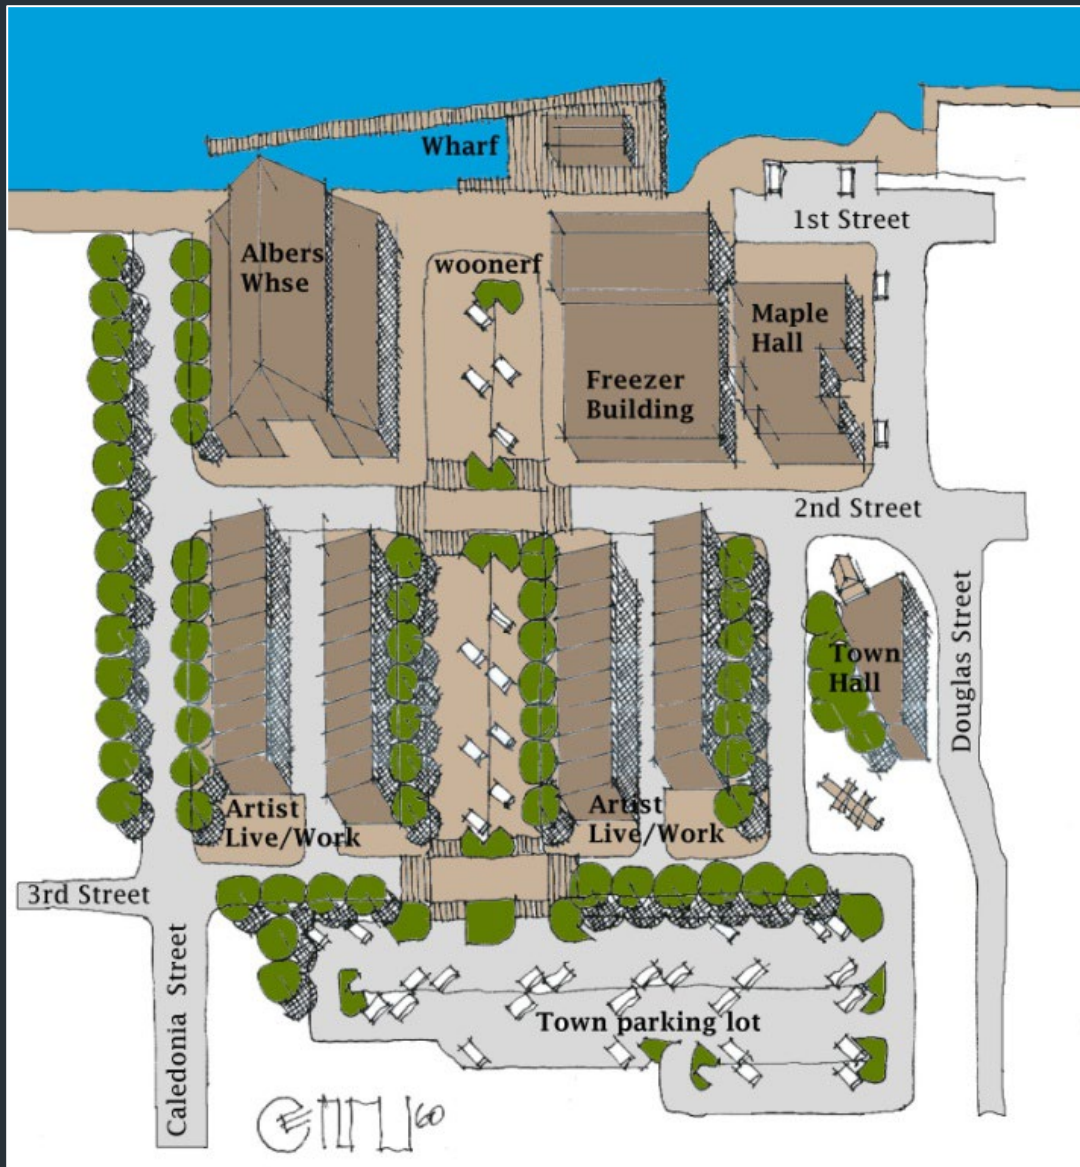 Wharf
1st Street
Albers
Whse
woonerf
Maple
Hall
Freezer
Building
2nd Street
Town
Hall
Douglas Street
Artist
Live/Work
Artist
Live/Work
3rd Street
Caledonia Street
Town parking lot
60